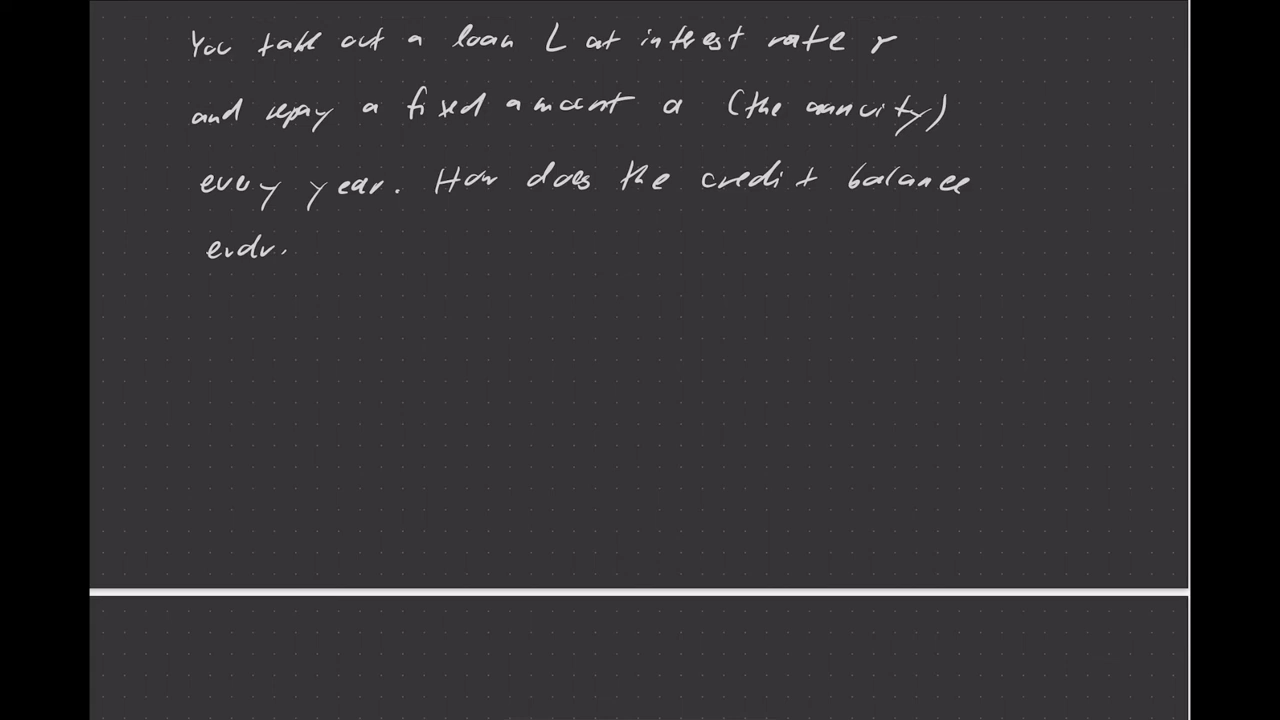 You take out a loan L at interest rate r
and repay a fixed amount a (the annuity)
every year. How does the credit balance